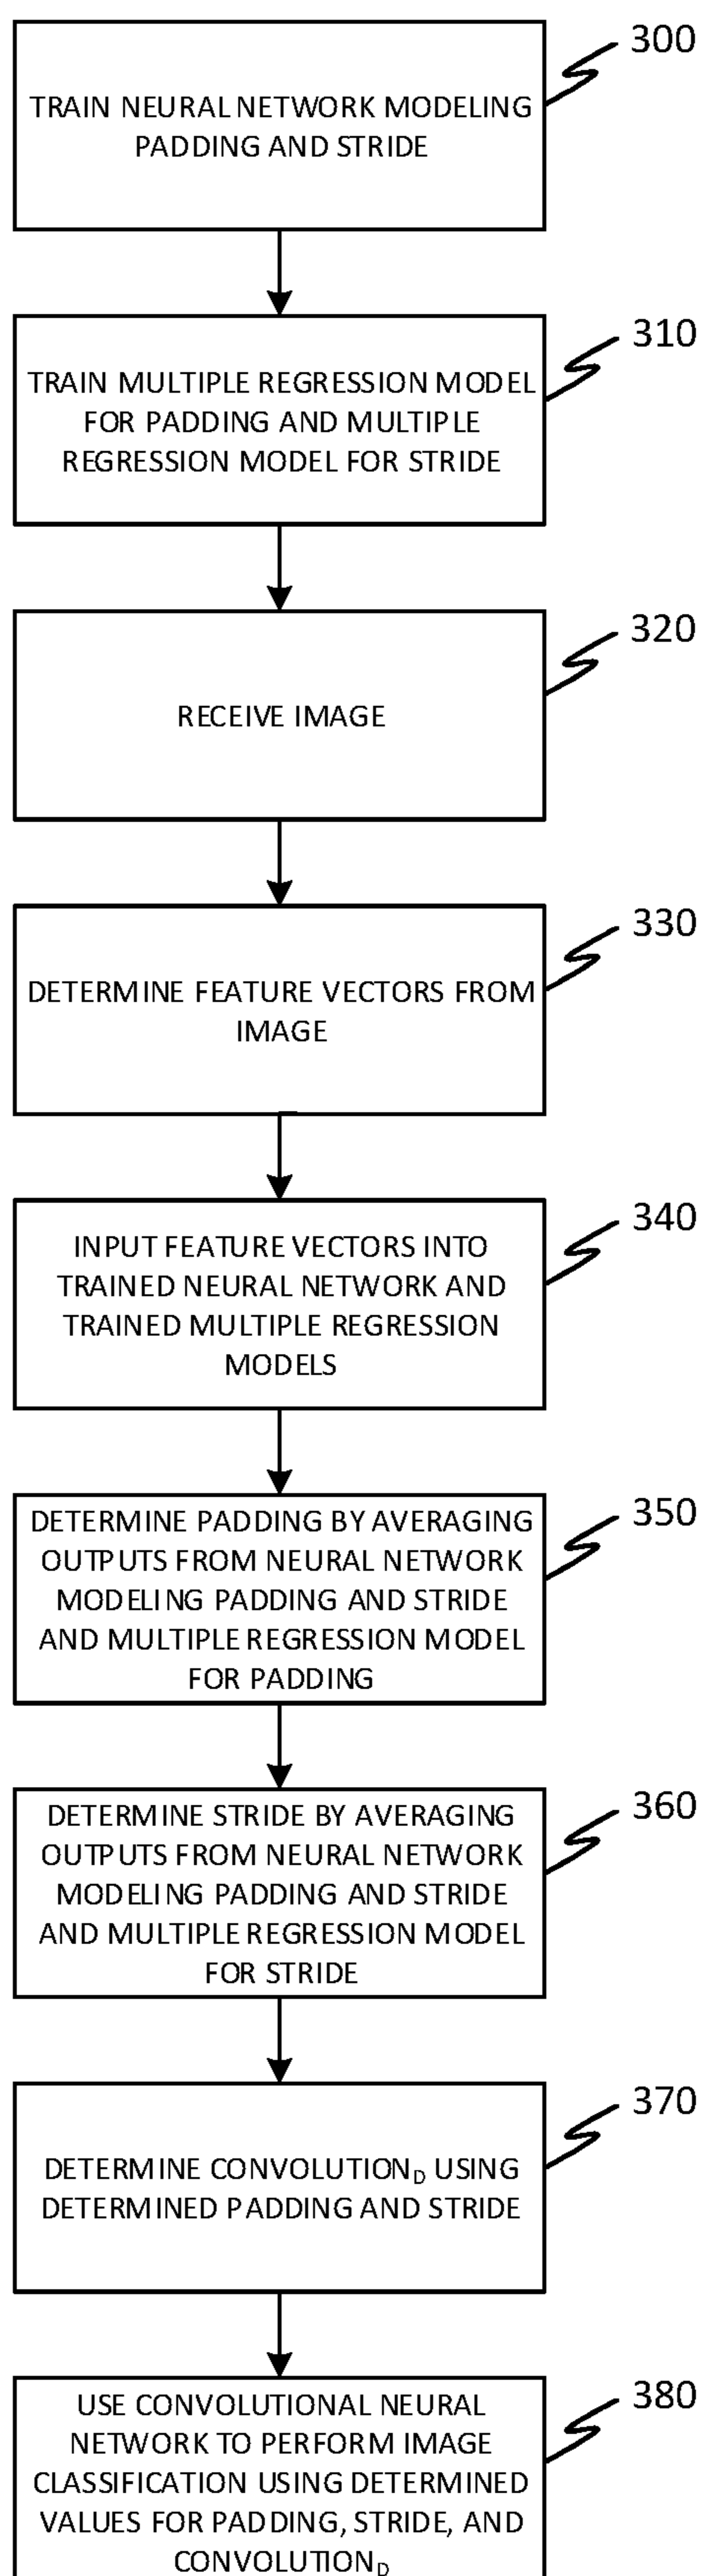 300
TRAIN NEURAL NETWORK MODELING
PADDING AND STRIDE
310
TRAIN MULTIPLE REGRESSION MODEL
FOR PADDING AND MULTIPLE
REGRESSION MODEL FOR STRIDE
320
RECEIVE IMAGE
330
DETERMINE FEATURE VECTORS FROM
IMAGE
340
INPUT FEATURE VECTORS INTO
TRAINED NEURAL NETWORK AND
TRAINED MULTIPLE REGRESSION
MODELS
350
DETERMINE PADDING BY AVERAGING
OUTPUTS FROM NEURAL NETWORK
MODELING PADDING AND STRIDE
AND MULTIPLE REGRESSION MODEL
FOR PADDING
360
DETERMINE STRIDE BY AVERAGING
OUTPUTS FROM NEURAL NETWORK
MODELING PADDING AND STRIDE
AND MULTIPLE REGRESSION MODEL
FOR STRIDE
370
DETERMINE CONVOLUTION_D USING
DETERMINED PADDING AND STRIDE
380
USE CONVOLUTIONAL NEURAL
NETWORK TO PERFORM IMAGE
CLASSIFICATION USING DETERMINED
VALUES FOR PADDING, STRIDE, AND
CONVOLUTION_D